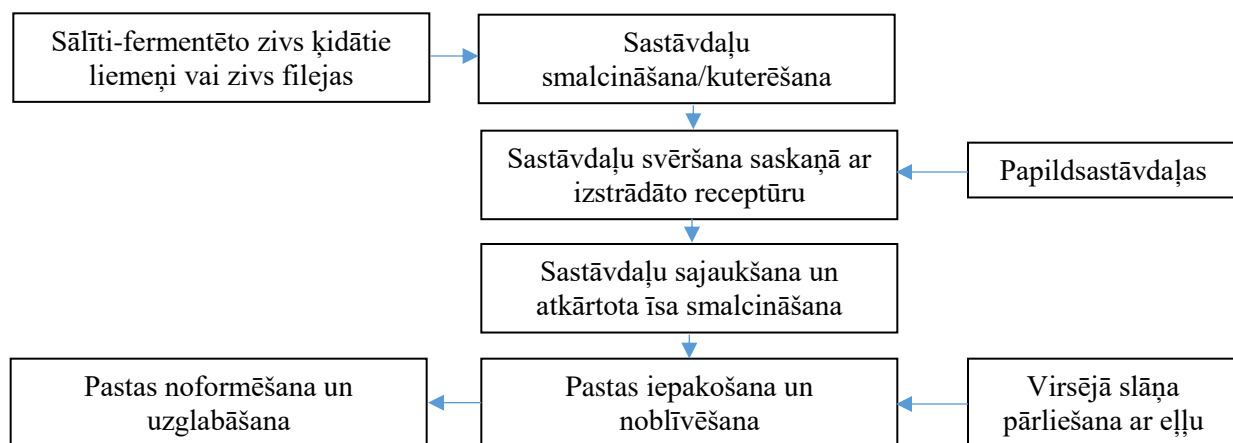 Sālīti-fermentēto zivs ķidātie
liemeņi vai zivs filejas
Sastāvdaļu
smalcināšana/kuterēšana
Sastāvdaļu svēršana saskaņā ar
izstrādāto receptūru
Papildsastāvdaļas
Sastāvdaļu sajaukšana un
atkārtota īsa smalcināšana
Pastas noformēšana un
uzglabāšana
Pastas iepakošana un
noblīvēšana
Virsējā slāņa
pārliešana ar eļļu